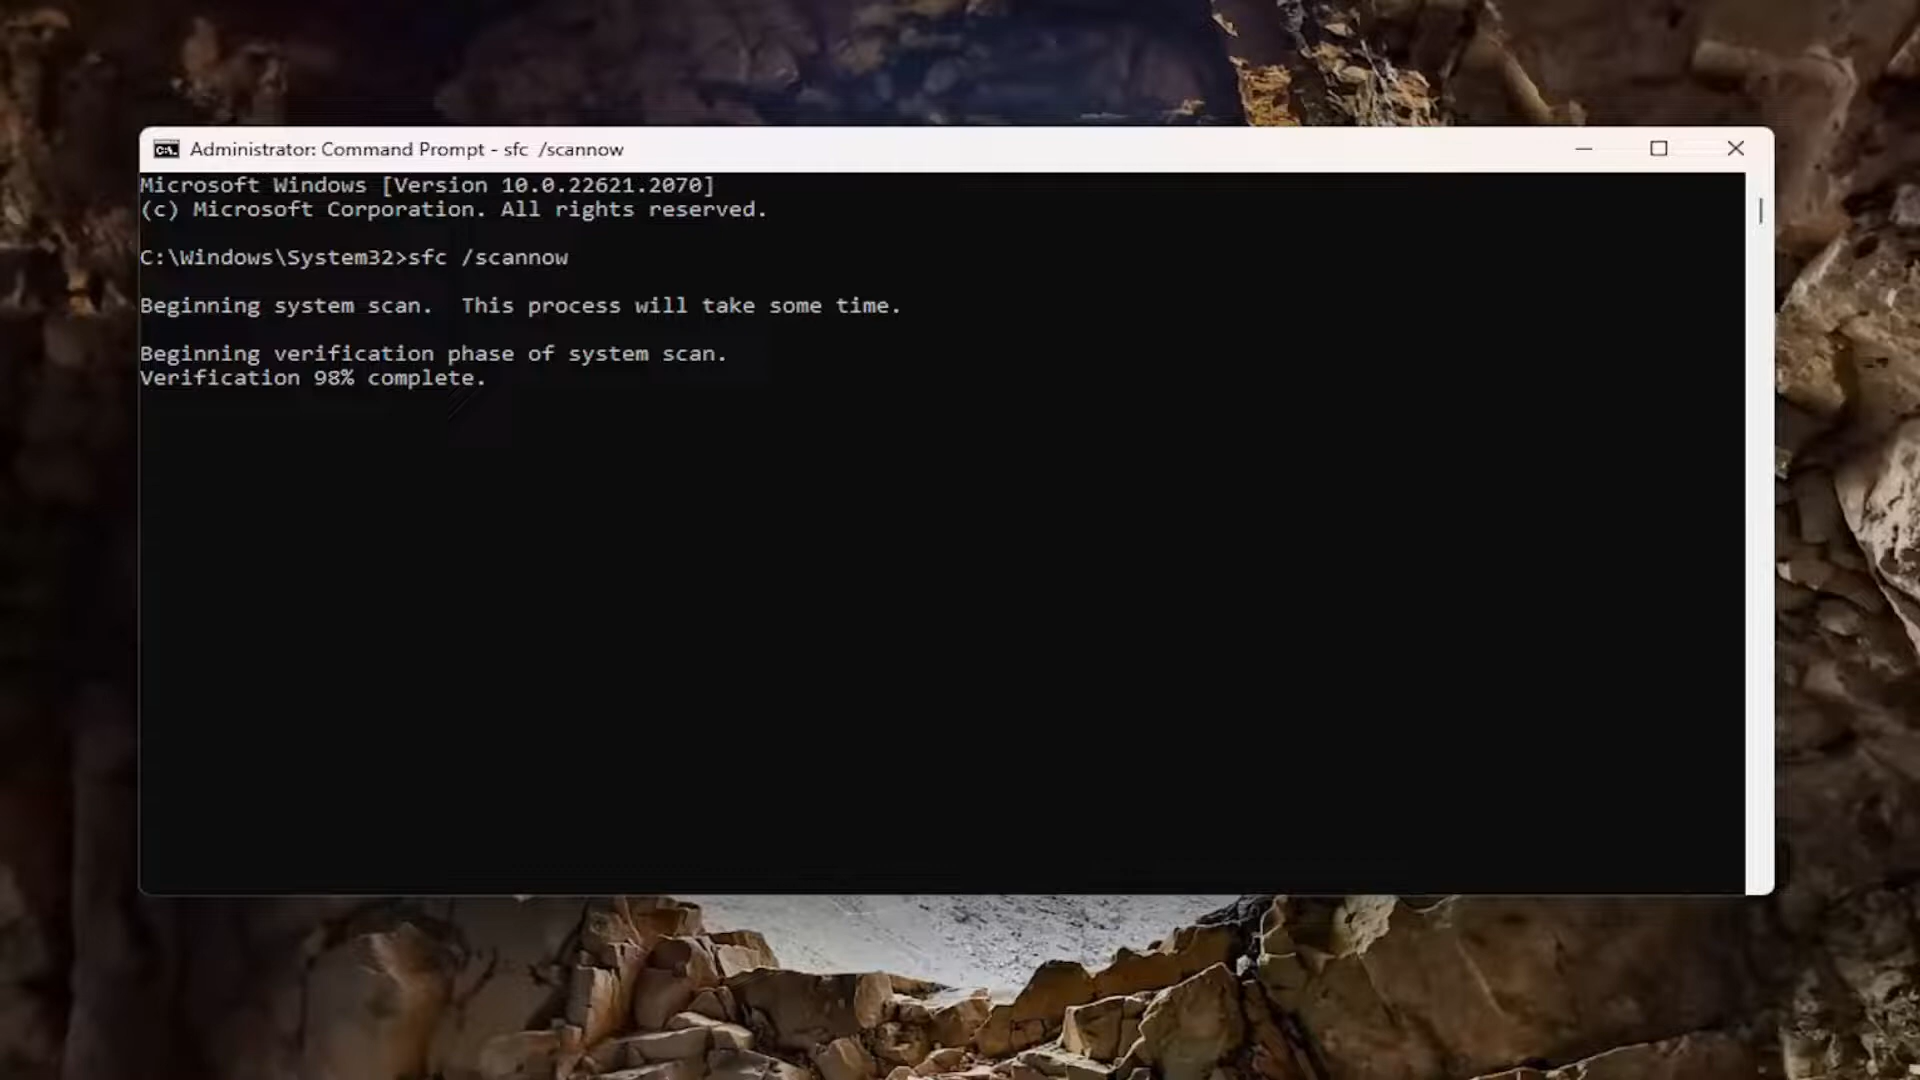 Administrator: Command Prompt - sfc  /scannow
Microsoft Windows [Version 10.0.22621.2070]
(c) Microsoft Corporation. All rights reserved.
C:\Windows\System32>sfc /scannow
Beginning system scan.  This process will take some time.
Beginning verification phase of system scan.
Verification 98% complete.